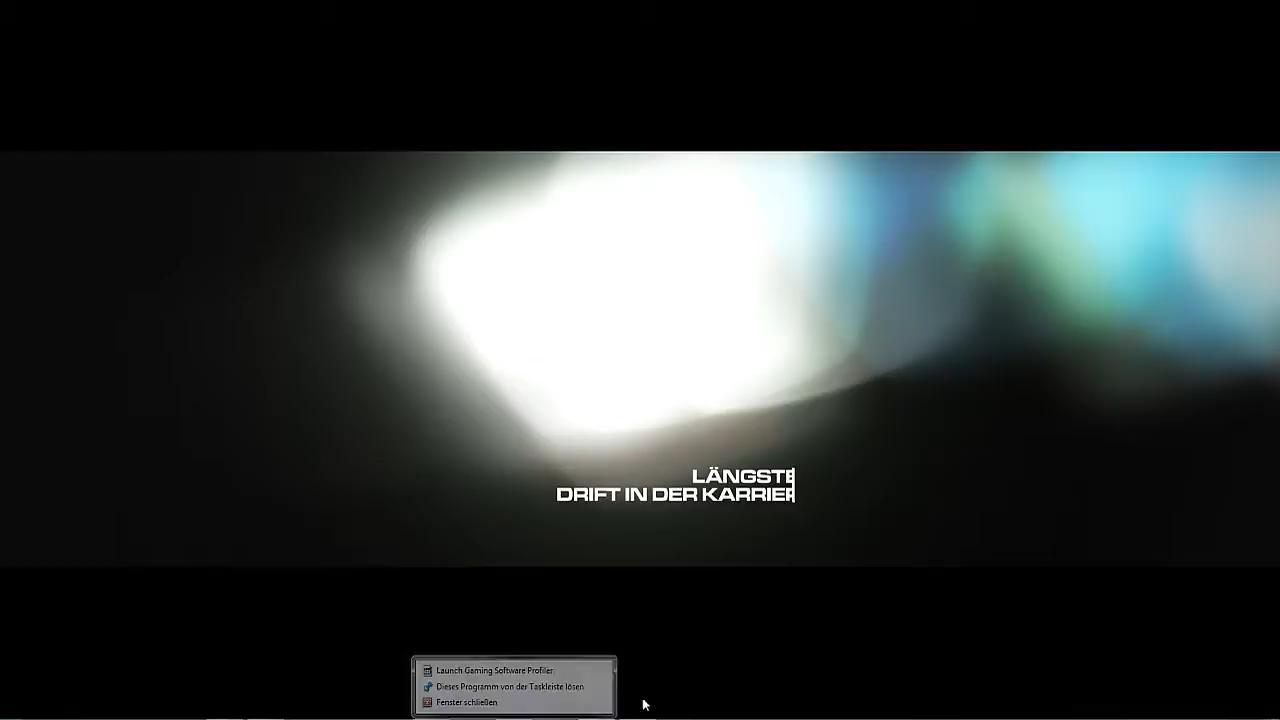 LÄNGSTE
DRIFT IN DER KARRIER
Launch Gaming Software Profiler
Dieses Programm von der Taskleiste lösen
Fenster schließen